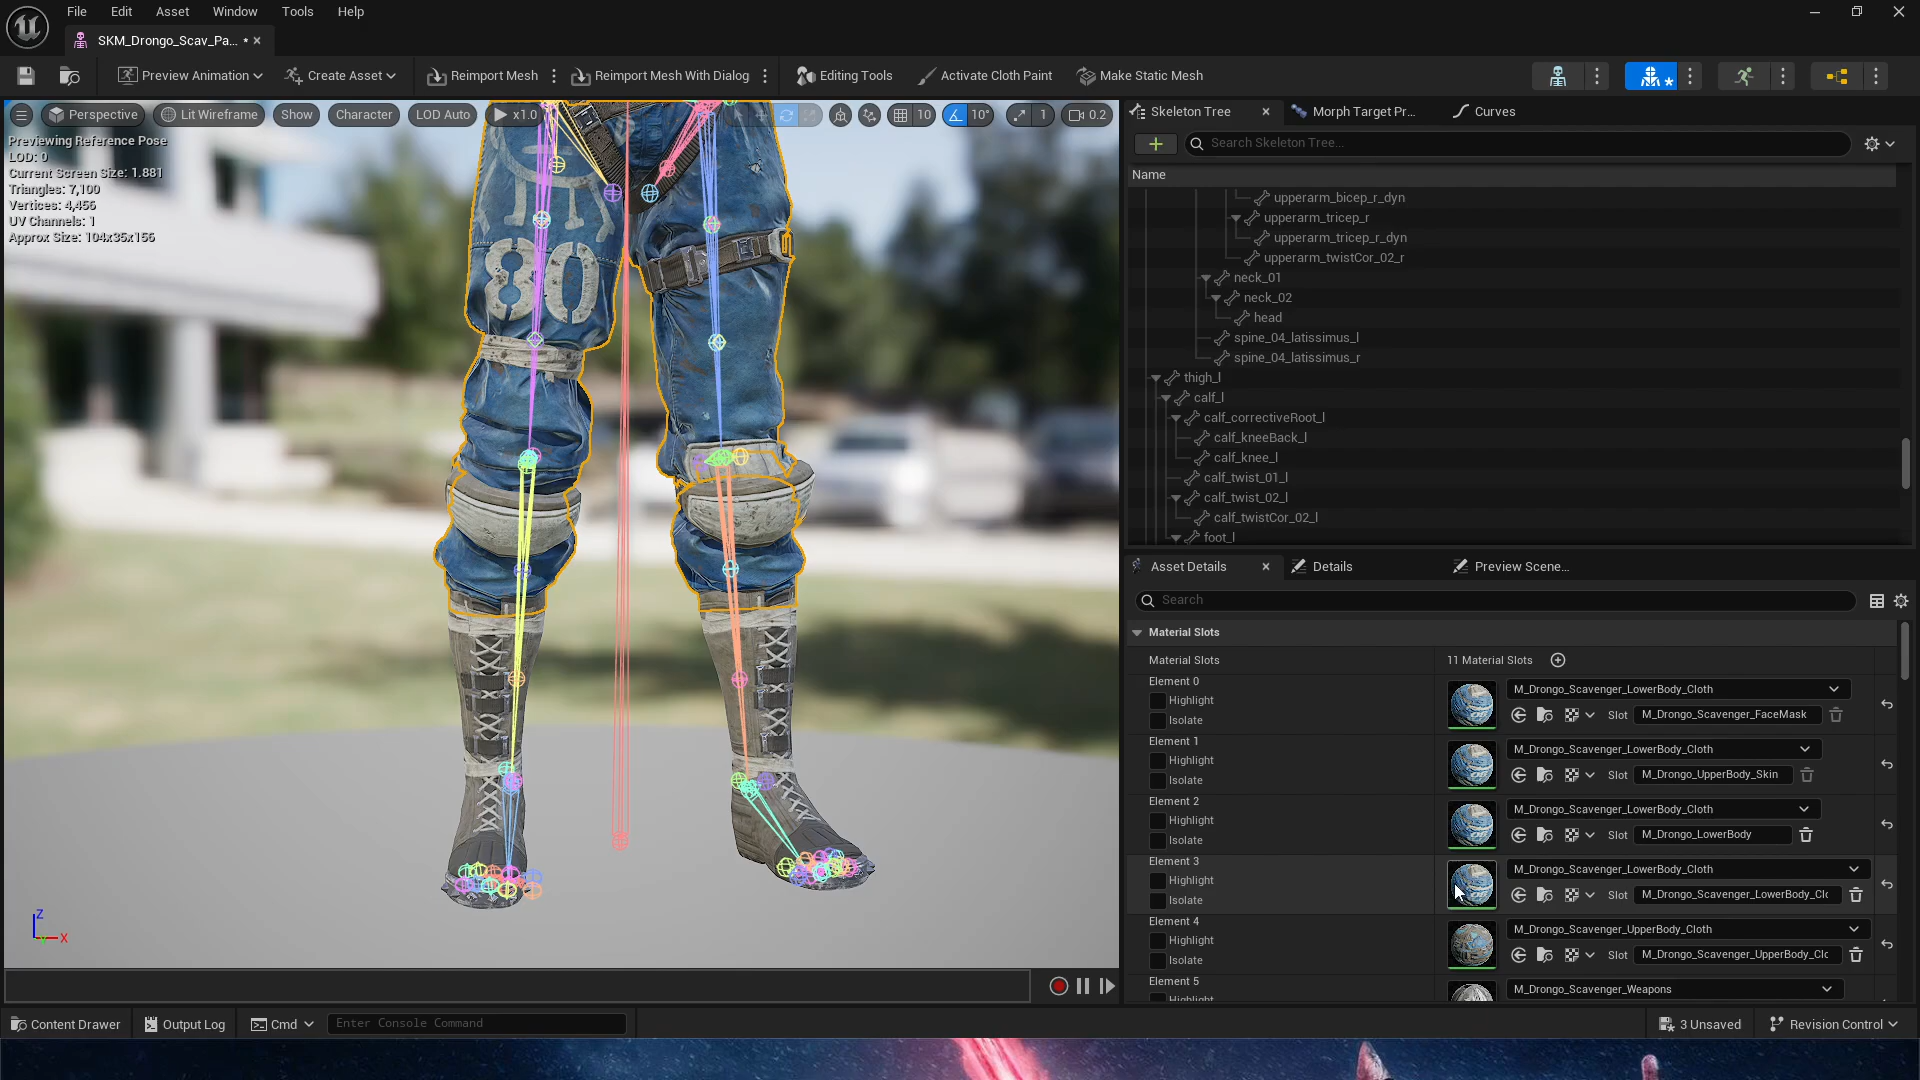 File Edit Asset Window Tools Help
SKM_Drongo_Scav_Pa... •
Preview Animation
Create Asset
Reimport Mesh
Reimport Mesh With Dialog
Editing Tools
Activate Cloth Paint
Make Static Mesh
Perspective
Lit Wireframe
Show
Character
LOD Auto
x1.0
10
10°
1
0.2
Previewing Reference Pose
LOD: 0
Current Screen Size: 1.881
Triangles: 7,100
Vertices: 4,456
UV Channels: 1
Approx Size: 104x35x156
80
Z
X
Skeleton Tree
Morph Target Pr...
Curves
Search Skeleton Tree...
Name
upperarm_bicep_r_dyn
upperarm_tricep_r
upperarm_tricep_r_dyn
upperarm_twistCor_02_r
neck_01
neck_02
head
spine_04_latissimus_l
spine_04_latissimus_r
thigh_l
calf_l
calf_correctiveRoot_l
calf_kneeBack_l
calf_knee_l
calf_twist_01_l
calf_twist_02_l
calf_twistCor_02_l
foot_l
Asset Details
Details
Preview Scene...
Search
Material Slots
Material Slots
11 Material Slots
Element 0
Highlight
Isolate
M_Drongo_Scavenger_LowerBody_Cloth
Slot M_Drongo_Scavenger_FaceMask
Element 1
Highlight
Isolate
M_Drongo_Scavenger_LowerBody_Cloth
Slot M_Drongo_UpperBody_Skin
Element 2
Highlight
Isolate
M_Drongo_Scavenger_LowerBody_Cloth
Slot M_Drongo_LowerBody
Element 3
Highlight
Isolate
M_Drongo_Scavenger_LowerBody_Cloth
Slot M_Drongo_Scavenger_LowerBody_Clc
Element 4
Highlight
Isolate
M_Drongo_Scavenger_UpperBody_Cloth
Slot M_Drongo_Scavenger_UpperBody_Clc
Element 5
Highlight
M_Drongo_Scavenger_Weapons
Content Drawer
Output Log
Cmd
Enter Console Command
3 Unsaved
Revision Control